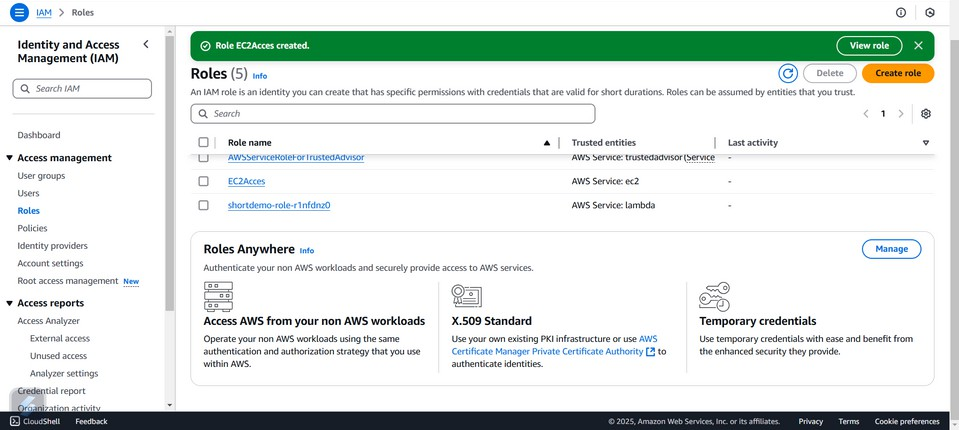 IAM > Roles
Identity and Access
Management (IAM)
Search IAM
Dashboard
Access management
User groups
Users
Roles
Policies
Identity providers
Account settings
Root access management New
Access reports
Access Analyzer
External access
Unused access
Analyzer settings
Credential report
Organization activity
Role EC2Acces created.
View role
Roles (5) Info
Delete
Create role
An IAM role is an identity you can create that has specific permissions with credentials that are valid for short durations. Roles can be assumed by entities that you trust.
Search
1
Role name Trusted entities Last activity
AWSServiceRoleForTrustedAdvisor AWS Service: trustedadvisor (Service -
EC2Acces AWS Service: ec2 -
shortdemo-role-r1nfdnz0 AWS Service: lambda -
Roles Anywhere Info
Manage
Authenticate your non AWS workloads and securely provide access to AWS services.
Access AWS from your non AWS workloads
Operate your non AWS workloads using the same
authentication and authorization strategy that you use
within AWS.
X.509 Standard
Use your own existing PKI infrastructure or use AWS
Certificate Manager Private Certificate Authority to
authenticate identities.
Temporary credentials
Use temporary credentials with ease and benefit from
the enhanced security they provide.
CloudShell Feedback © 2025, Amazon Web Services, Inc. or its affiliates. Privacy Terms Cookie preferences